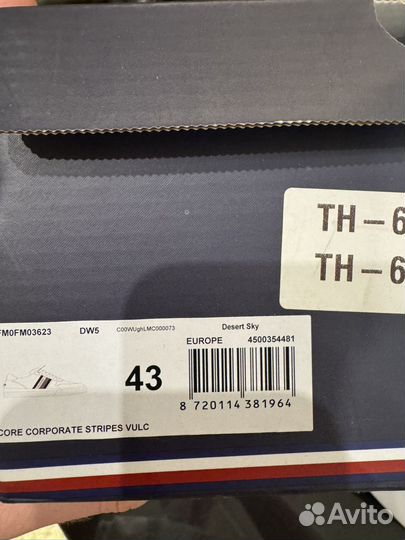 TH – 6
TH – 6
FM0FM03623 DW5 C00WUghLMC000073 Desert Sky
EUROPE 4500354481
43
8 720114 381964
CORE CORPORATE STRIPES VULC
Avito